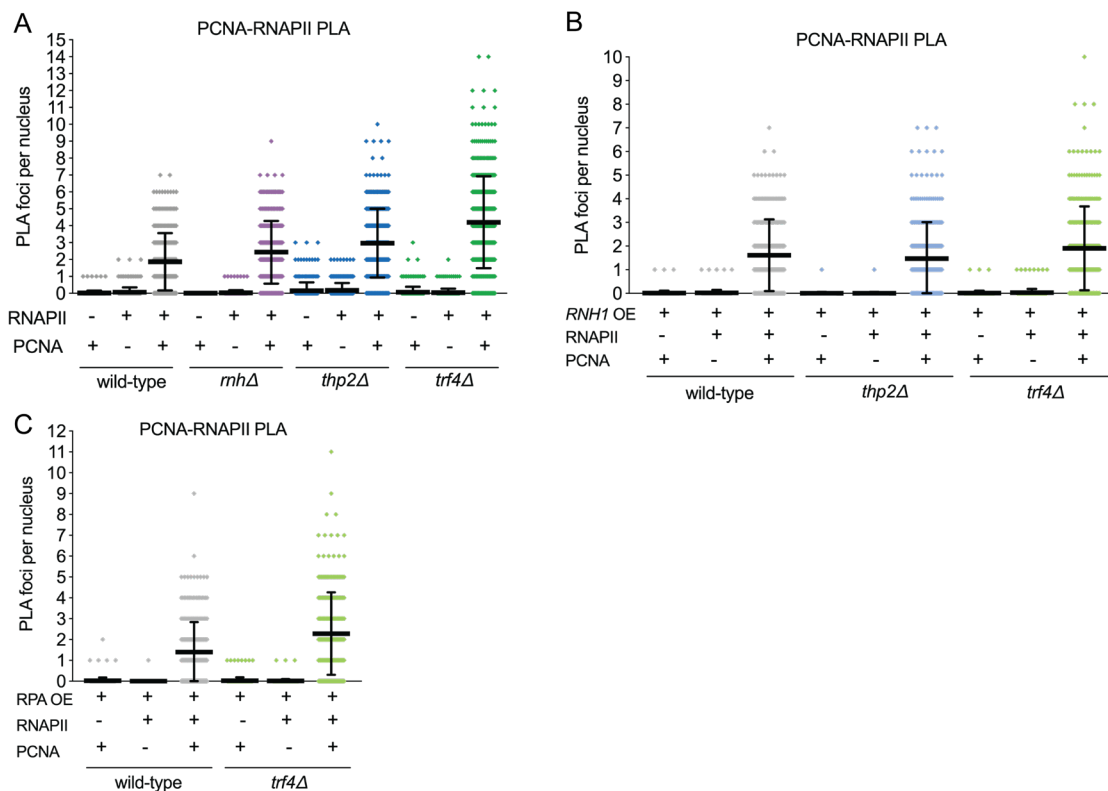 A
PCNA-RNAPII PLA
PLA foci per nucleus
15
14
13
12
11
10
9
8
7
6
5
4
3
2
1
0
RNAPII - + + - + + - + + - + +
PCNA + - + + - + + - + + - +
wild-type rnhΔ thp2Δ trf4Δ
B
PCNA-RNAPII PLA
PLA foci per nucleus
10
9
8
7
6
5
4
3
2
1
0
RNH1 OE + + + + + + + + +
RNAPII - + + - + + - + +
PCNA + - + + - + + - +
wild-type thp2Δ trf4Δ
C
PCNA-RNAPII PLA
PLA foci per nucleus
12
11
10
9
8
7
6
5
4
3
2
1
0
RPA OE + + + + + +
RNAPII - + + - + +
PCNA + - + + - +
wild-type trf4Δ